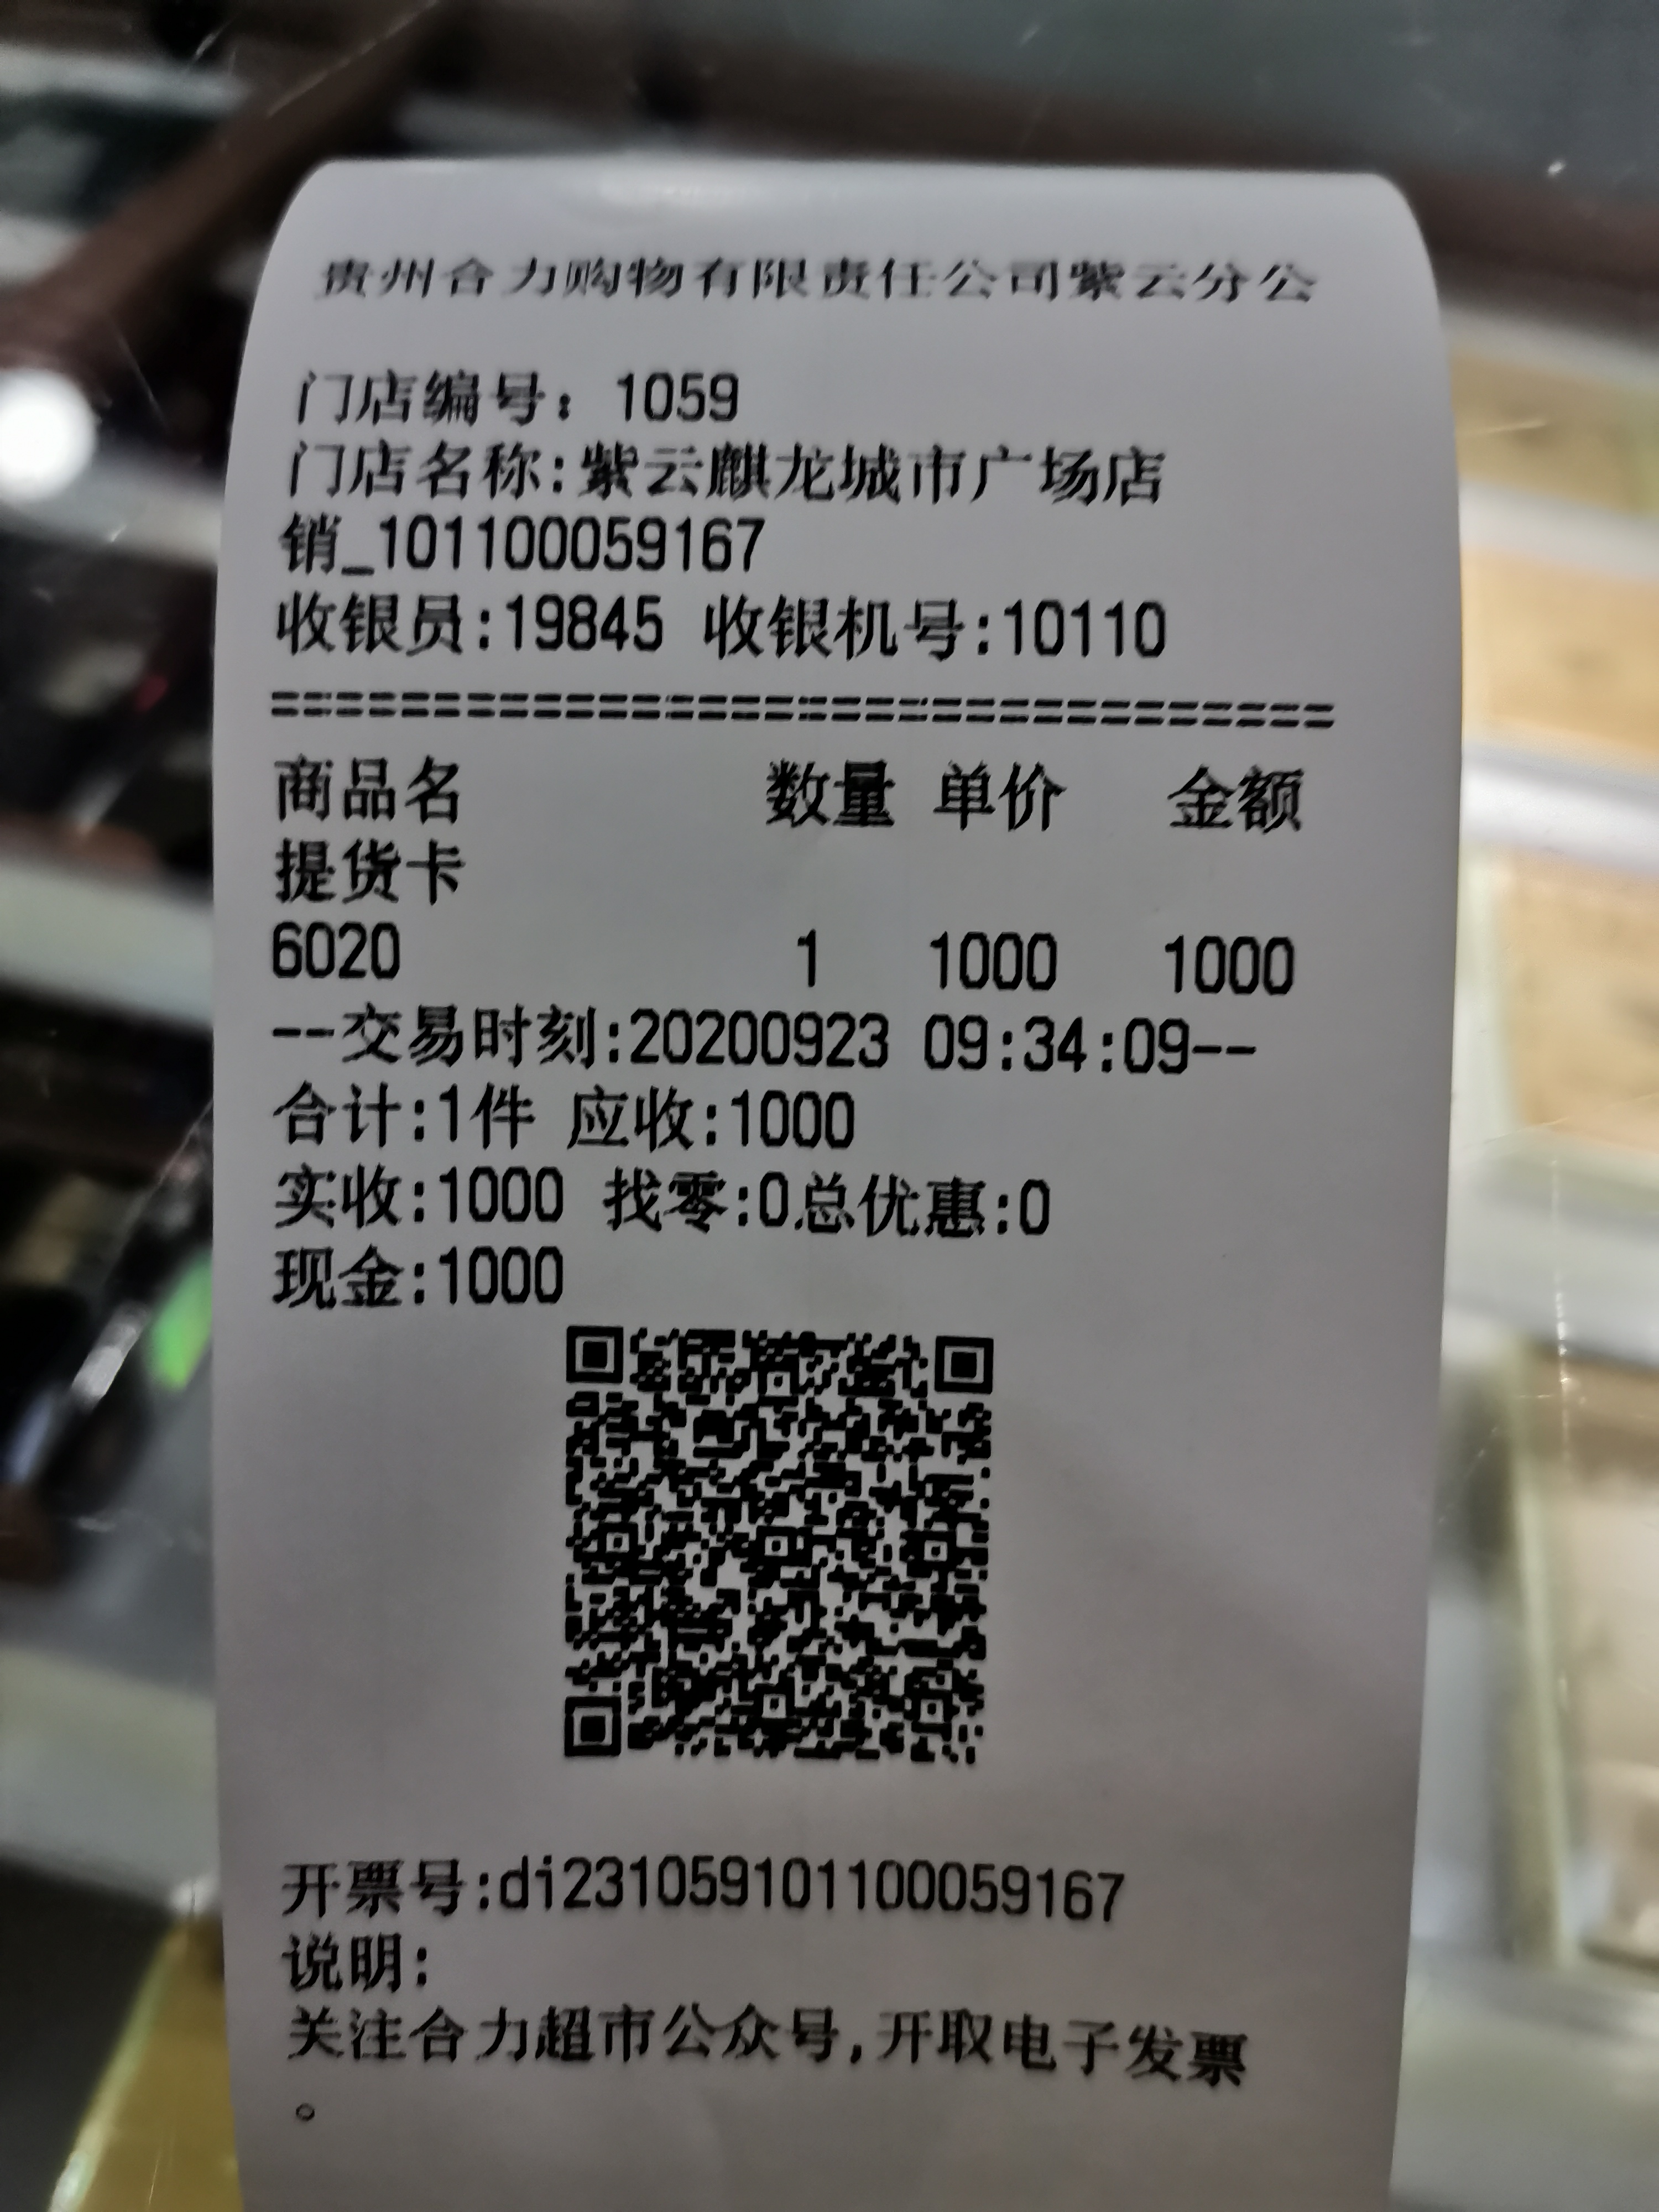 贵州合力购物有限责任公司紫云分公
门店编号：1059
门店名称:紫云麒龙城市广场店
销_101100059167
收银员:19845 收银机号:10110
=================================
商品名 数量 单价 金额
提货卡
6020 1 1000 1000
--交易时刻:20200923 09:34:09--
合计:1件 应收:1000
实收:1000 找零:0总优惠:0
现金:1000
开票号:di231059101100059167
说明:
关注合力超市公众号,开取电子发票
。